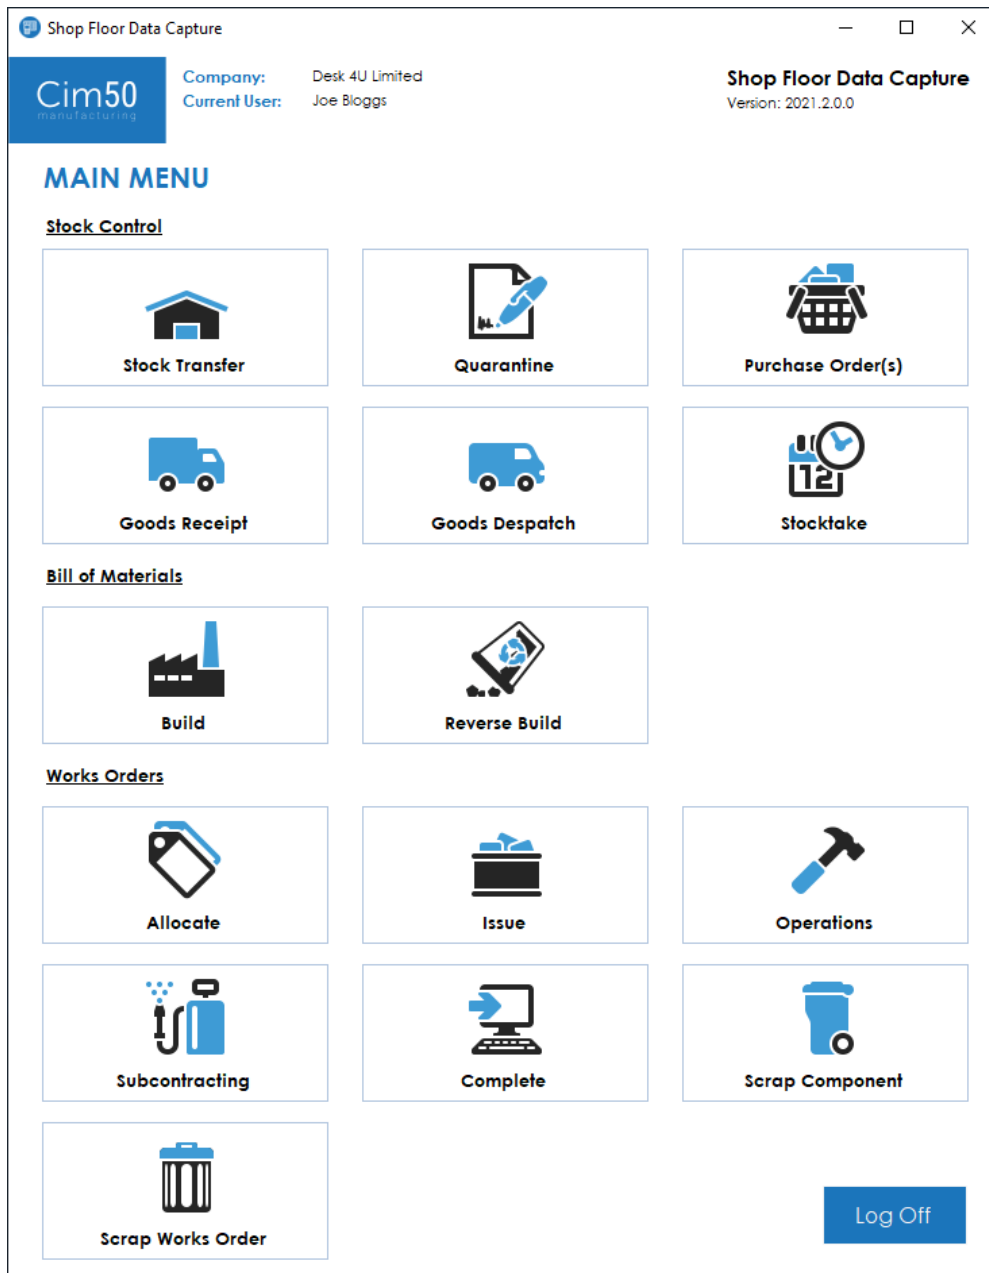 Shop Floor Data Capture
Cim50
manufacturing
Company: Desk 4U Limited
Current User: Joe Bloggs
Shop Floor Data Capture
Version: 2021.2.0.0
MAIN MENU
Stock Control
Stock Transfer
Quarantine
Purchase Order(s)
12
Goods Receipt
Goods Despatch
Stocktake
Bill of Materials
Build
Reverse Build
Works Orders
Allocate
Issue
Operations
Subcontracting
Complete
Scrap Component
Scrap Works Order
Log Off